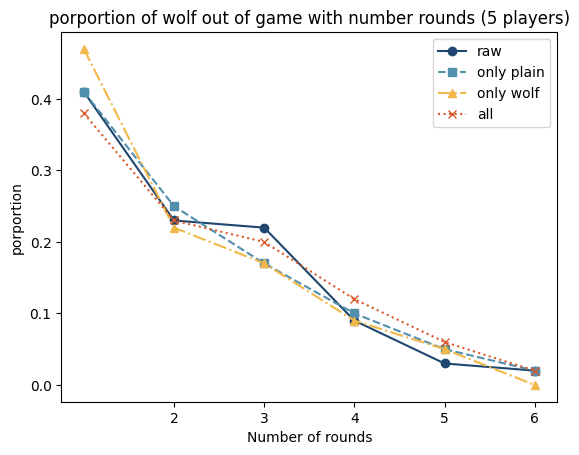 porportion of wolf out of game with number rounds (5 players)
raw
only plain
only wolf
all
porportion
0.4
0.3
0.2
0.1
0.0
2
3
4
5
6
Number of rounds